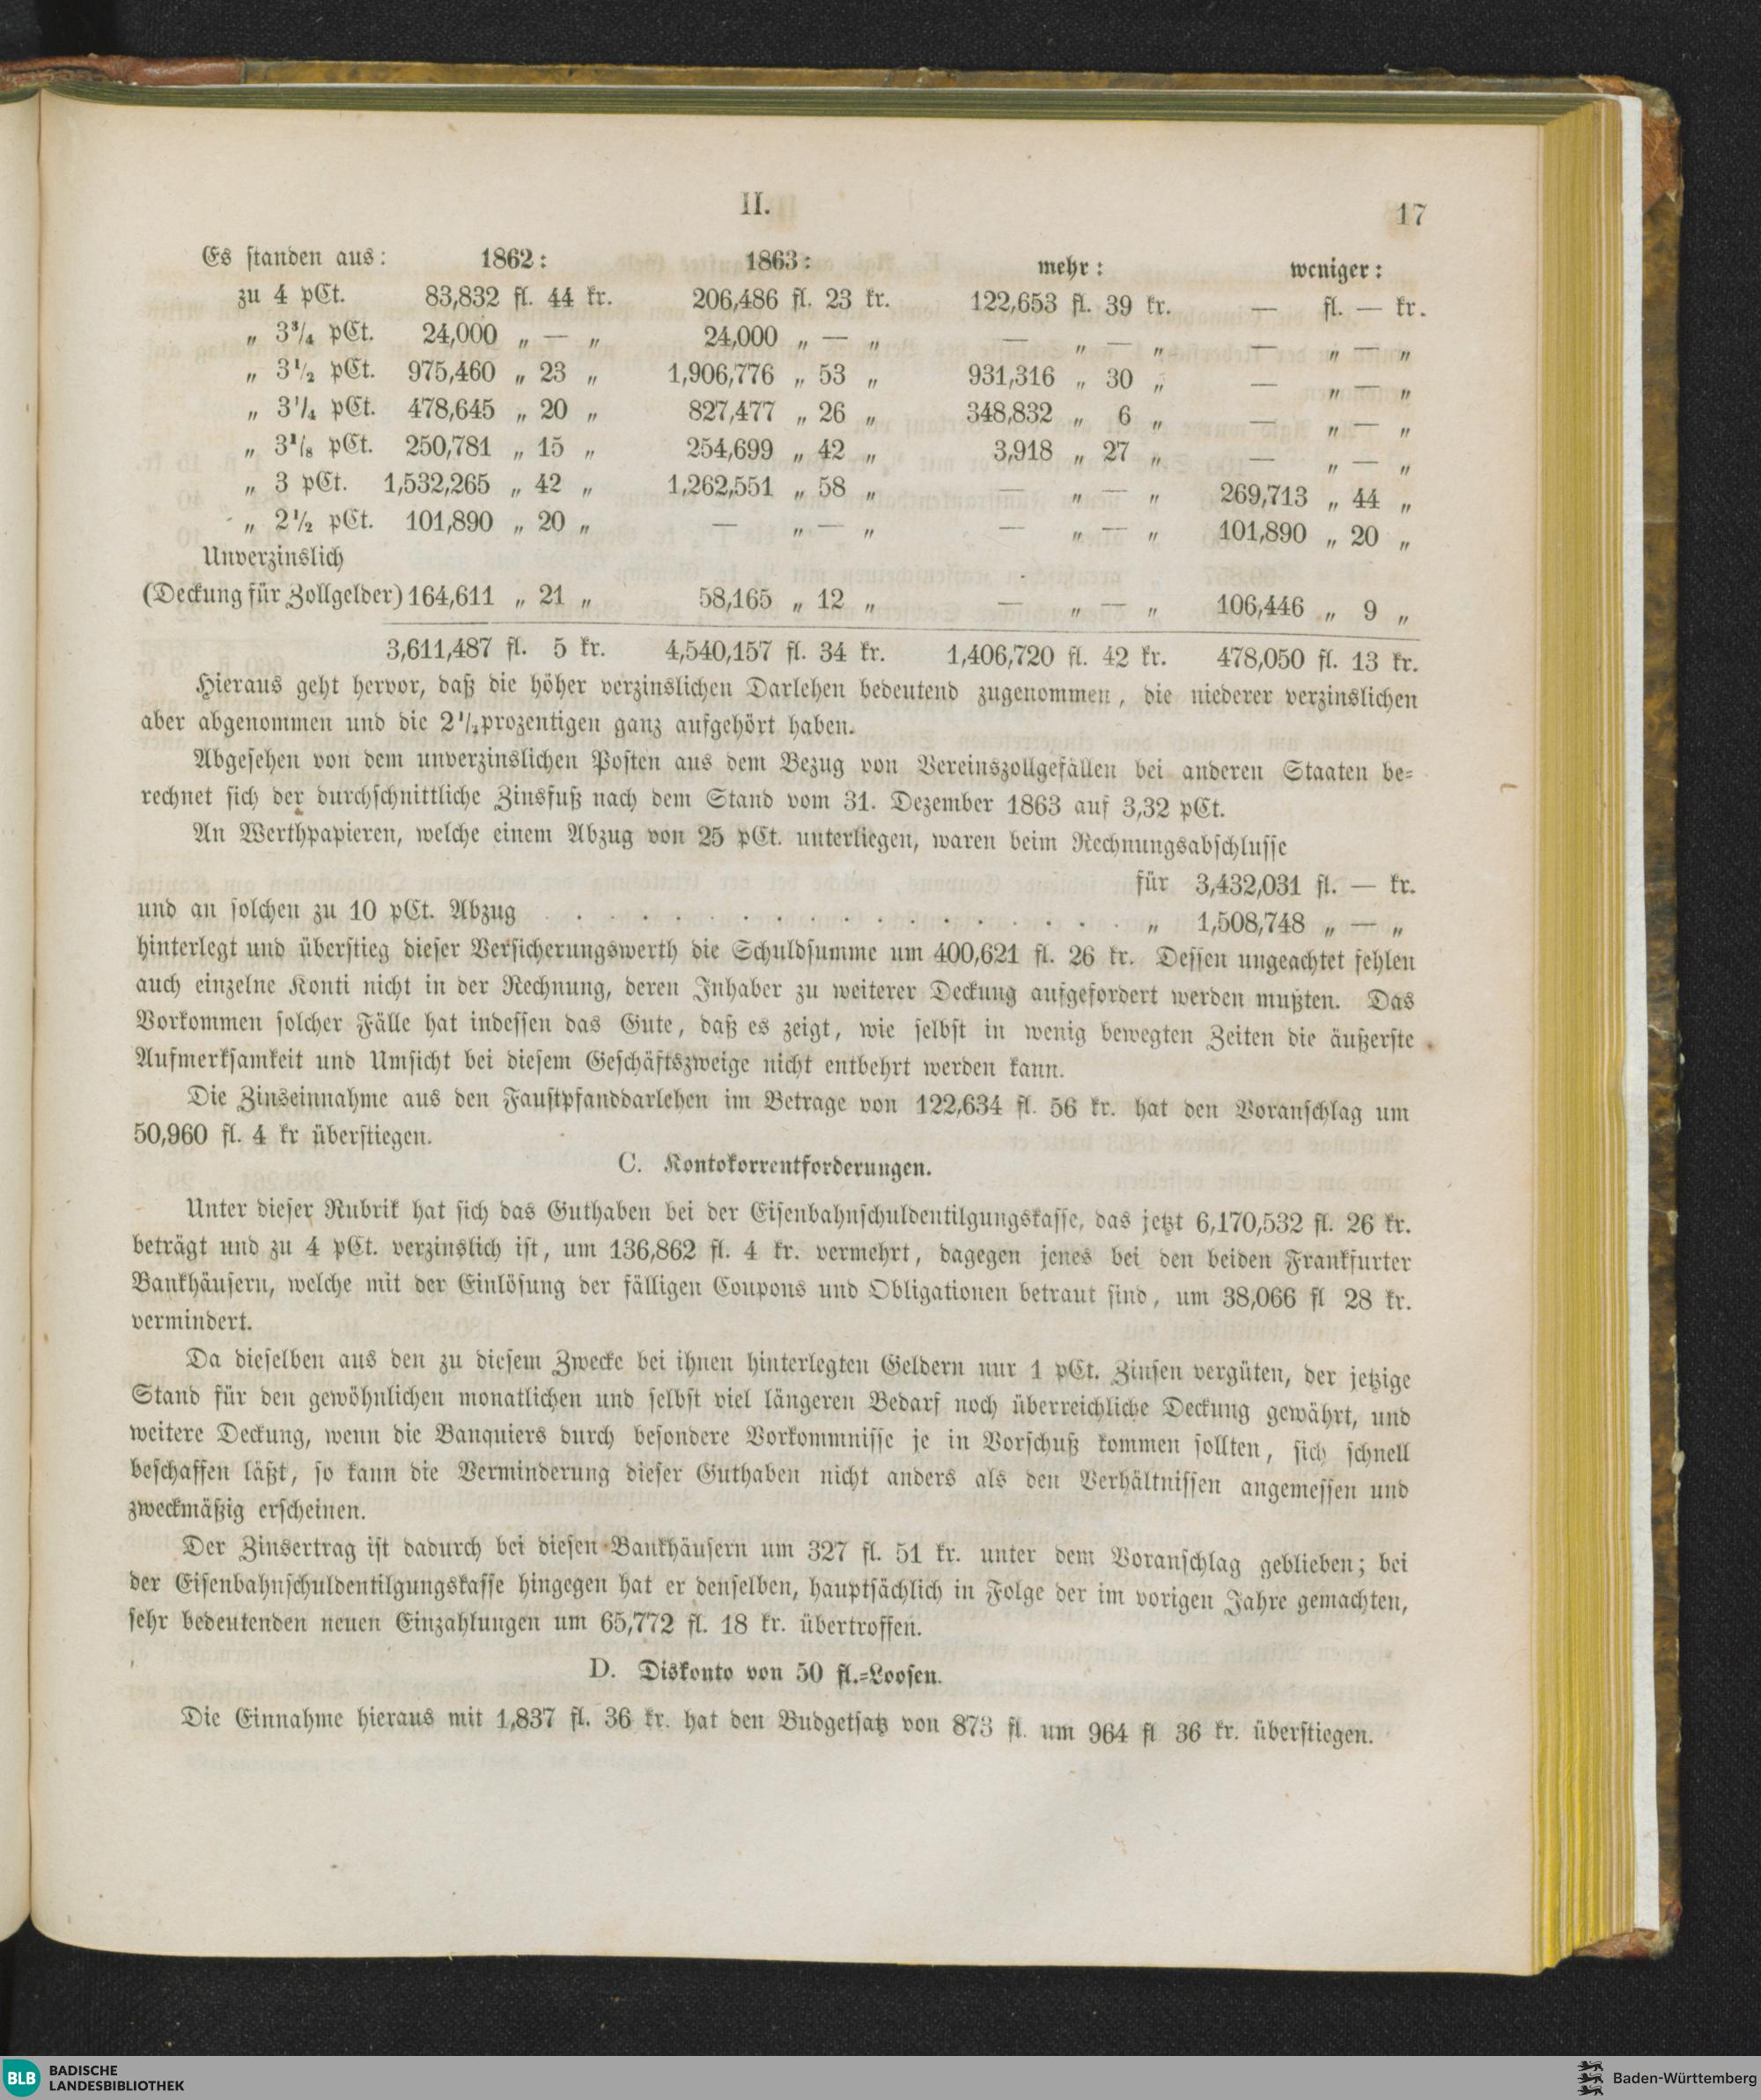 II.
17
Es standen aus: 1862: 1863: mehr: weniger:
zu 4 pCt. 83,832 fl. 44 kr. 206,486 fl. 23 kr. 122,653 fl. 39 kr. — fl. — kr.
„ 3¾ pCt. 24,000 „ — „ 24,000 „ — „ — „ — „ — „ — „
„ 3½ pCt. 975,460 „ 23 „ 1,906,776 „ 53 „ 931,316 „ 30 „ — „ — „
„ 3¼ pCt. 478,645 „ 20 „ 827,477 „ 26 „ 348,832 „ 6 „ — „ — „
„ 3⅛ pCt. 250,781 „ 15 „ 254,699 „ 42 „ 3,918 „ 27 „ — „ — „
„ 3 pCt. 1,532,265 „ 42 „ 1,262,551 „ 58 „ — „ — „ 269,713 „ 44 „
„ 2½ pCt. 101,890 „ 20 „ — „ — „ — „ — „ 101,890 „ 20 „
Unverzinslich
(Deckung für Zollgelder) 164,611 „ 21 „ 58,165 „ 12 „ — „ — „ 106,446 „ 9 „
3,611,487 fl. 5 kr. 4,540,157 fl. 34 kr. 1,406,720 fl. 42 kr. 478,050 fl. 13 kr.
Hieraus geht hervor, daß die höher verzinslichen Darlehen bedeutend zugenommen, die niederer verzinslichen
aber abgenommen und die 2½prozentigen ganz aufgehört haben.
Abgesehen von dem unverzinslichen Posten aus dem Bezug von Vereinszollgefällen bei anderen Staaten be-
rechnet sich der durchschnittliche Zinsfuß nach dem Stand vom 31. Dezember 1863 auf 3,32 pCt.
An Werthpapieren, welche einem Abzug von 25 pCt. unterliegen, waren beim Rechnungsabschlusse
für 3,432,031 fl. — kr.
und an solchen zu 10 pCt. Abzug . . . . . . . . . . . . . . . . . „ 1,508,748 „ — „
hinterlegt und überstieg dieser Versicherungswerth die Schuldsumme um 400,621 fl. 26 kr. Dessen ungeachtet fehlen
auch einzelne Konti nicht in der Rechnung, deren Inhaber zu weiterer Deckung aufgefordert werden mußten. Das
Vorkommen solcher Fälle hat indessen das Gute, daß es zeigt, wie selbst in wenig bewegten Zeiten die äußerste
Aufmerksamkeit und Umsicht bei diesem Geschäftszweige nicht entbehrt werden kann.
Die Zinseinnahme aus den Faustpfanddarlehen im Betrage von 122,634 fl. 56 kr. hat den Voranschlag um
50,960 fl. 4 kr überstiegen.
C. Kontokorrentforderungen.
Unter dieser Rubrik hat sich das Guthaben bei der Eisenbahnschuldentilgungskasse, das jetzt 6,170,532 fl. 26 kr.
beträgt und zu 4 pCt. verzinslich ist, um 136,862 fl. 4 kr. vermehrt, dagegen jenes bei den beiden Frankfurter
Bankhäusern, welche mit der Einlösung der fälligen Coupons und Obligationen betraut sind, um 38,066 fl 28 kr.
vermindert.
Da dieselben aus den zu diesem Zwecke bei ihnen hinterlegten Geldern nur 1 pCt. Zinsen vergüten, der jetzige
Stand für den gewöhnlichen monatlichen und selbst viel längeren Bedarf noch überreichliche Deckung gewährt, und
weitere Deckung, wenn die Banquiers durch besondere Vorkommnisse je in Vorschuß kommen sollten, sich schnell
beschaffen läßt, so kann die Verminderung dieser Guthaben nicht anders als den Verhältnissen angemessen und
zweckmäßig erscheinen.
Der Zinsertrag ist dadurch bei diesen Bankhäusern um 327 fl. 51 kr. unter dem Voranschlag geblieben; bei
der Eisenbahnschuldentilgungskasse hingegen hat er denselben, hauptsächlich in Folge der im vorigen Jahre gemachten,
sehr bedeutenden neuen Einzahlungen um 65,772 fl. 18 kr. übertroffen.
D. Diskonto von 50 fl.-Loosen.
Die Einnahme hieraus mit 1,837 fl. 36 kr. hat den Budgetsatz von 873 fl. um 964 fl 36 kr. überstiegen.
BLB BADISCHE
LANDESBIBLIOTHEK
Baden-Württemberg